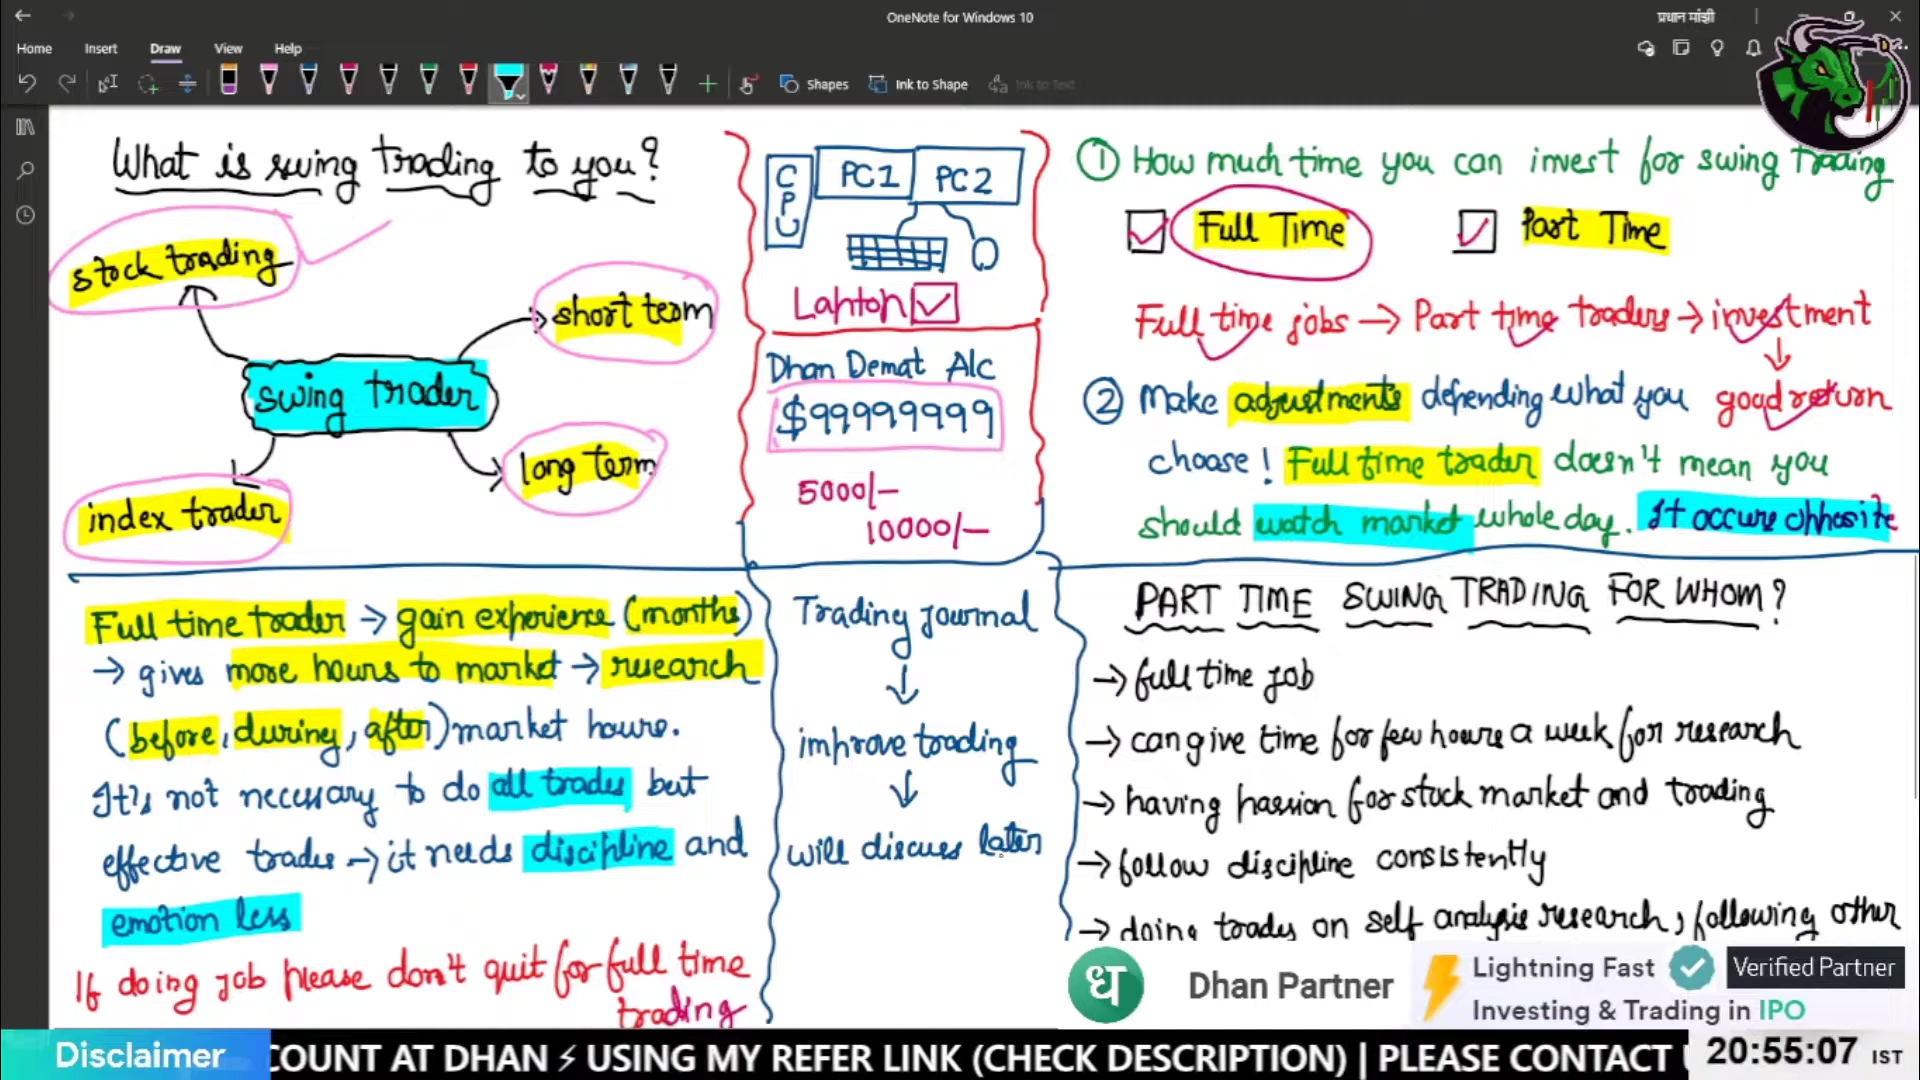 OneNote for Windows 10
प्रधान मांझी
Home Insert Draw View Help
Shapes Ink to Shape Ink to Text
What is swing trading to you?
stock trading
short term
swing trader
long term
index trader
CPU PC1 PC2
Laptop
Dhan Demat A/c
$99999999
5000/-
10000/-
① How much time you can invest for swing trading
Full Time Part Time
Full time jobs → Part time traders → investment
↓
② Make adjustments depending what you good return
choose! Full time trader doesn't mean you
should watch market whole day. It occurs opposite
Full time trader → gain experience (months)
→ gives more hours to market → research
(before, during, after) market hours.
It's not necessary to do all trades but
effective trades → it needs discipline and
emotion less
If doing job please don't quit for full time
trading
Trading journal
↓
improve trading
↓
will discuss later
PART TIME SWING TRADING FOR WHOM?
→ full time job
→ can give time for few hours a week for research
→ having passion for stock market and trading
→ follow discipline consistently
→ doing trades on self analysis research, following other
ध Dhan Partner
Lightning Fast
Investing & Trading in IPO
Verified Partner
Disclaimer
COUNT AT DHAN ⚡ USING MY REFER LINK (CHECK DESCRIPTION) | PLEASE CONTACT
20:55:07 IST